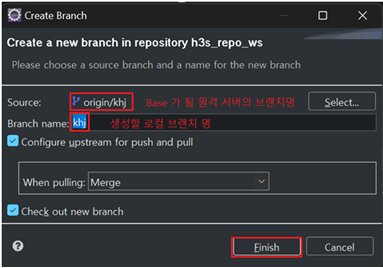 Create Branch
Create a new branch in repository h3s_repo_ws
Please choose a source branch and a name for the new branch
Source: origin/khj Base 가 될 원격 서버의 브랜치명 Select...
Branch name: khj 생성할 로컬 브랜치 명
Configure upstream for push and pull
When pulling: Merge
Check out new branch
? Finish Cancel